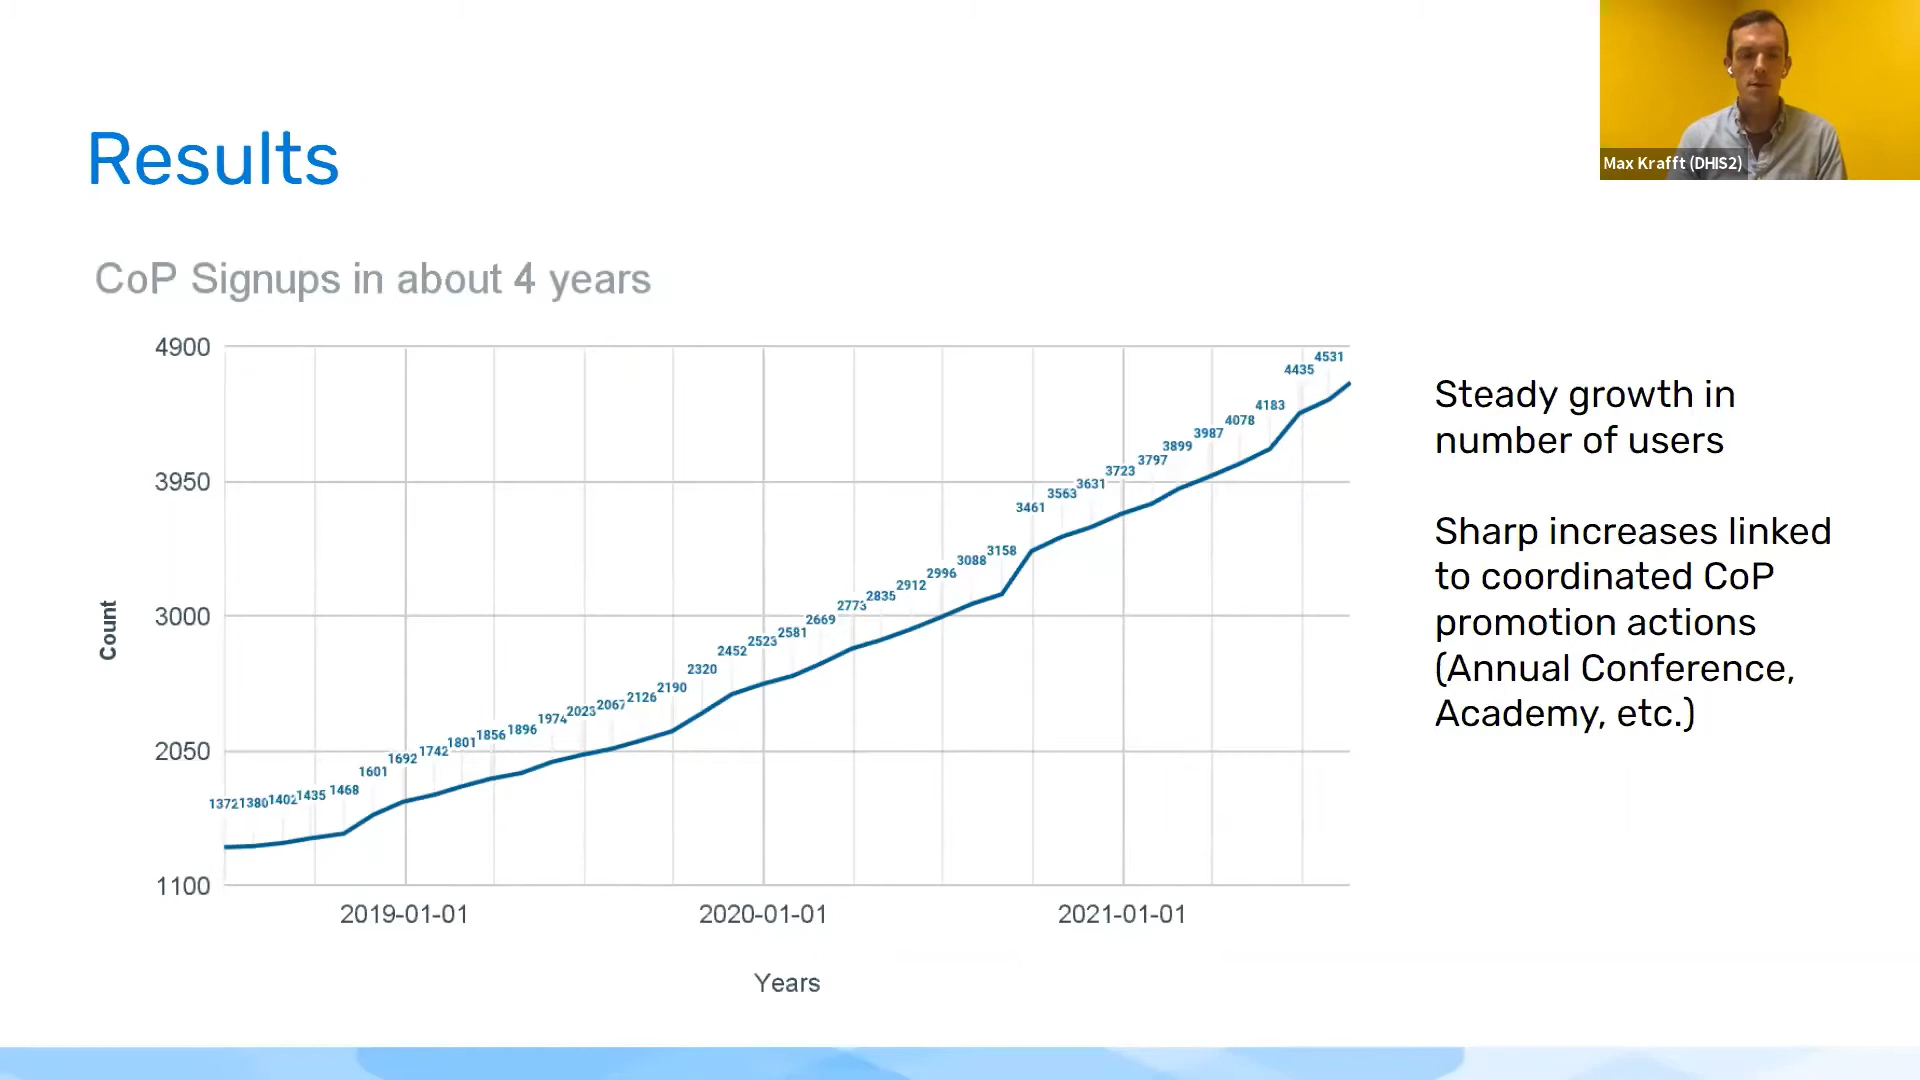 Max Krafft (DHIS2)
Results
CoP Signups in about 4 years
4900
3950
3000
2050
1100
Count
1372 1380 1402 1435 1468 1601 1692 1742 1801 1856 1896 1974 2023 2067 2126 2190 2320 2452 2523 2581 2669 2773 2835 2912 2996 3088 3158 3461 3563 3631 3723 3797 3899 3987 4078 4183 4435 4531
2019-01-01 2020-01-01 2021-01-01
Years
Steady growth in
number of users
Sharp increases linked
to coordinated CoP
promotion actions
(Annual Conference,
Academy, etc.)